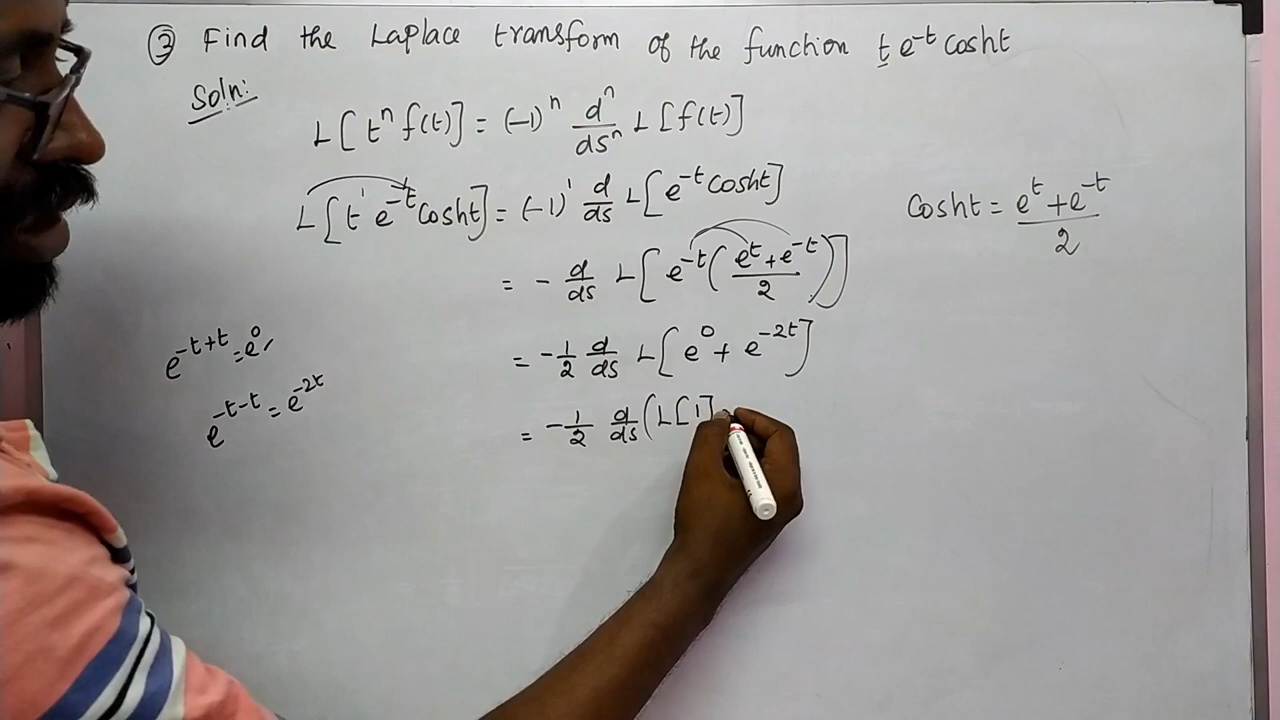 ③ Find the Laplace transform of the function t e^-t cosht
Soln:
L[t^n f(t)] = (-1)^n d^n/ds^n L[f(t)]
L[t^1 e^-t cosht] = (-1)^1 d/ds L[e^-t cosht]
cosht = (e^t + e^-t)/2
= - d/ds L[e^-t ((e^t + e^-t)/2)]
e^-t+t = e^0,
= -1/2 d/ds L[e^0 + e^-2t]
e^-t-t = e^-2t
= -1/2 d/ds (L[1]